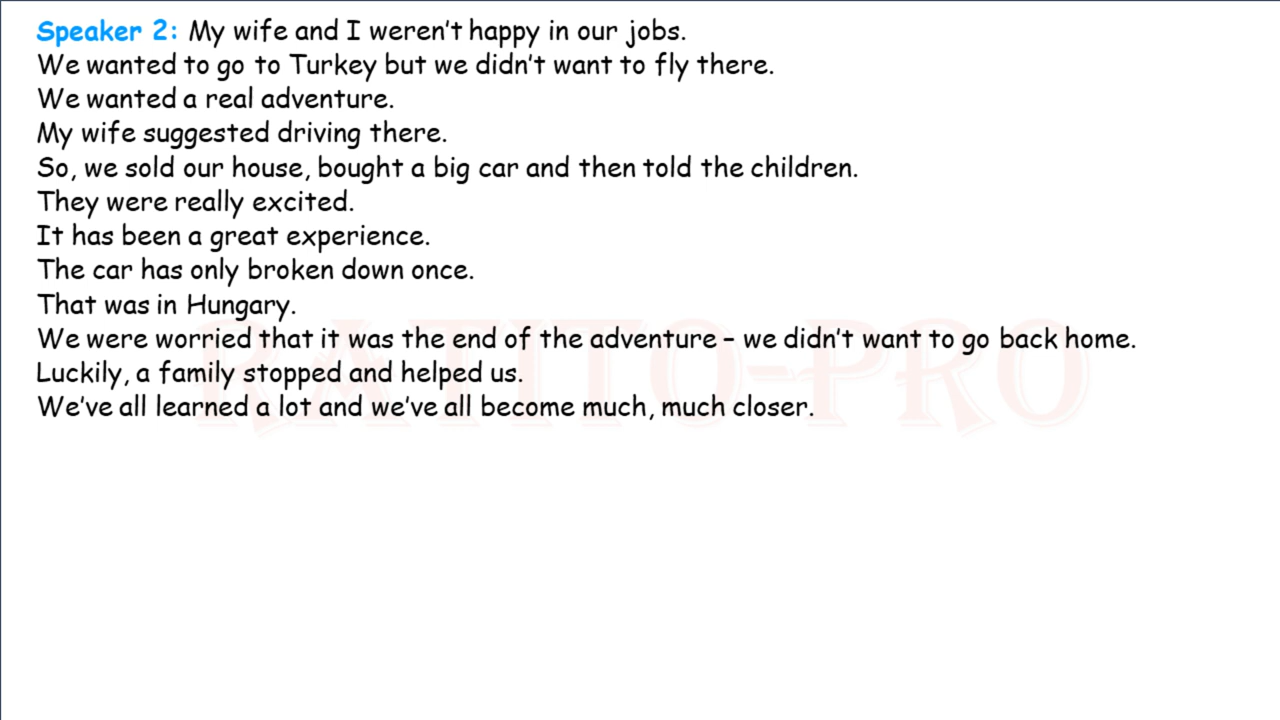 Speaker 2: My wife and I weren't happy in our jobs.
We wanted to go to Turkey but we didn't want to fly there.
We wanted a real adventure.
My wife suggested driving there.
So, we sold our house, bought a big car and then told the children.
They were really excited.
It has been a great experience.
The car has only broken down once.
That was in Hungary.
We were worried that it was the end of the adventure – we didn't want to go back home.
Luckily, a family stopped and helped us.
We've all learned a lot and we've all become much, much closer.
RATITO-PRO